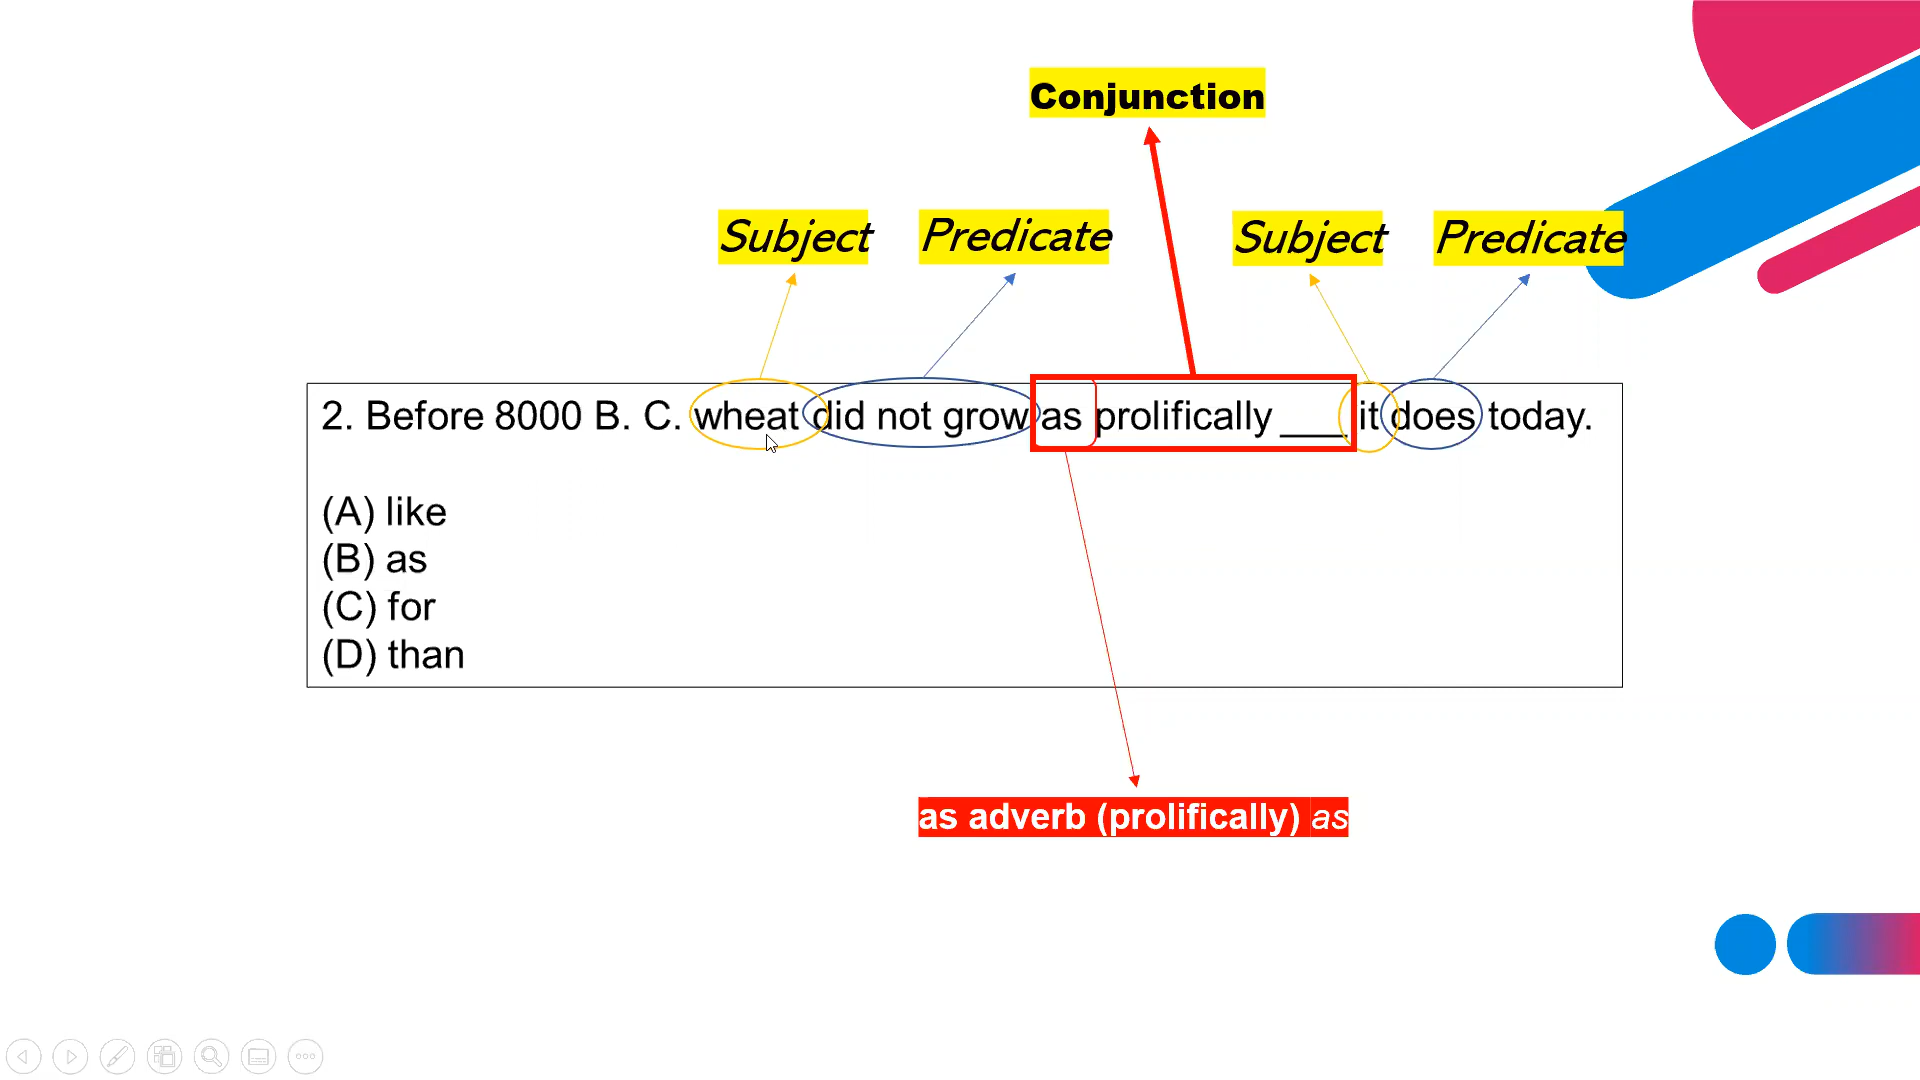 Conjunction
Subject Predicate Subject Predicate
2. Before 8000 B. C. wheat did not grow as prolifically ___ it does today.
(A) like
(B) as
(C) for
(D) than
as adverb (prolifically) as